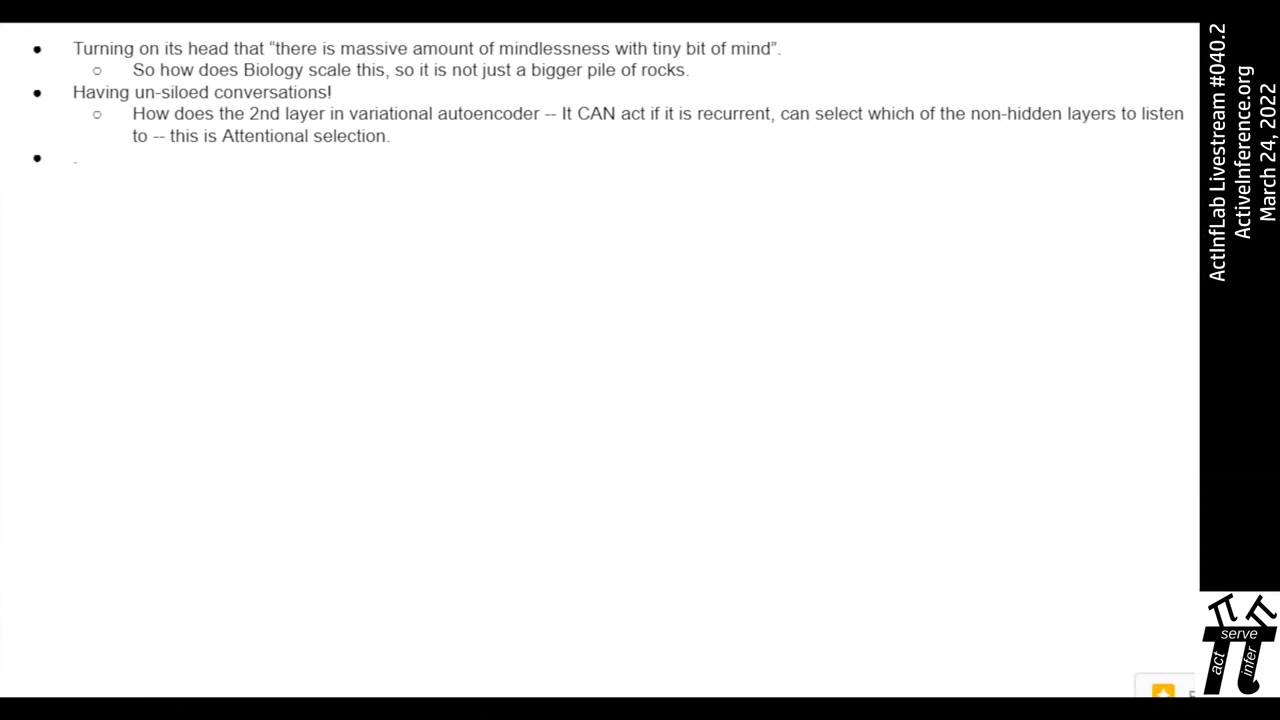 ● Turning on its head that “there is massive amount of mindlessness with tiny bit of mind”.
○ So how does Biology scale this, so it is not just a bigger pile of rocks.
● Having un-siloed conversations!
○ How does the 2nd layer in variational autoencoder -- It CAN act if it is recurrent, can select which of the non-hidden layers to listen
to -- this is Attentional selection.
● .
ActInfLab Livestream #040.2
ActiveInference.org
March 24, 2022
act
serve
infer